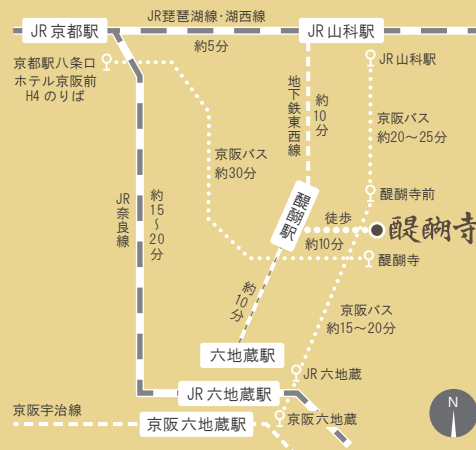 JR琵琶湖線・湖西線
JR京都駅
約5分
JR山科駅
京都駅八条口
ホテル京阪前
H4 のりば
JR山科駅
地下鉄東西線
約10分
京阪バス
約20〜25分
京阪バス
約30分
JR奈良線
約15〜20分
醍醐寺前
醍醐駅
徒歩
約10分
醍醐寺
醍醐寺
約10分
京阪バス
約15〜20分
六地蔵駅
JR六地蔵
JR六地蔵駅
京阪宇治線
京阪六地蔵駅
京阪六地蔵
N